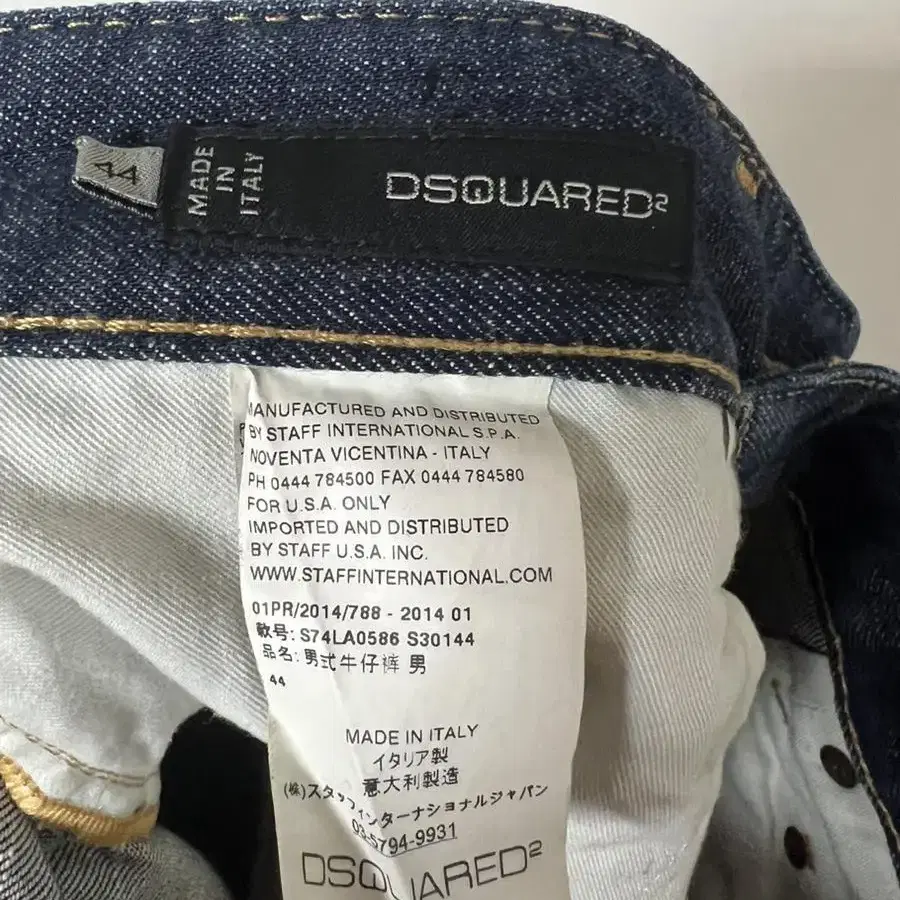 44
MADE
IN
ITALY
DSQUARED2
MANUFACTURED AND DISTRIBUTED
BY STAFF INTERNATIONAL S.P.A.
NOVENTA VICENTINA - ITALY
PH 0444 784500 FAX 0444 784580
FOR U.S.A. ONLY
IMPORTED AND DISTRIBUTED
BY STAFF U.S.A. INC.
WWW.STAFFINTERNATIONAL.COM
01PR/2014/788 - 2014 01
款号: S74LA0586 S30144
品名: 男式牛仔裤 男
44
MADE IN ITALY
イタリア製
意大利製造
(株)スタッフインターナショナルジャパン
03-5794-9931
DSQUARED2